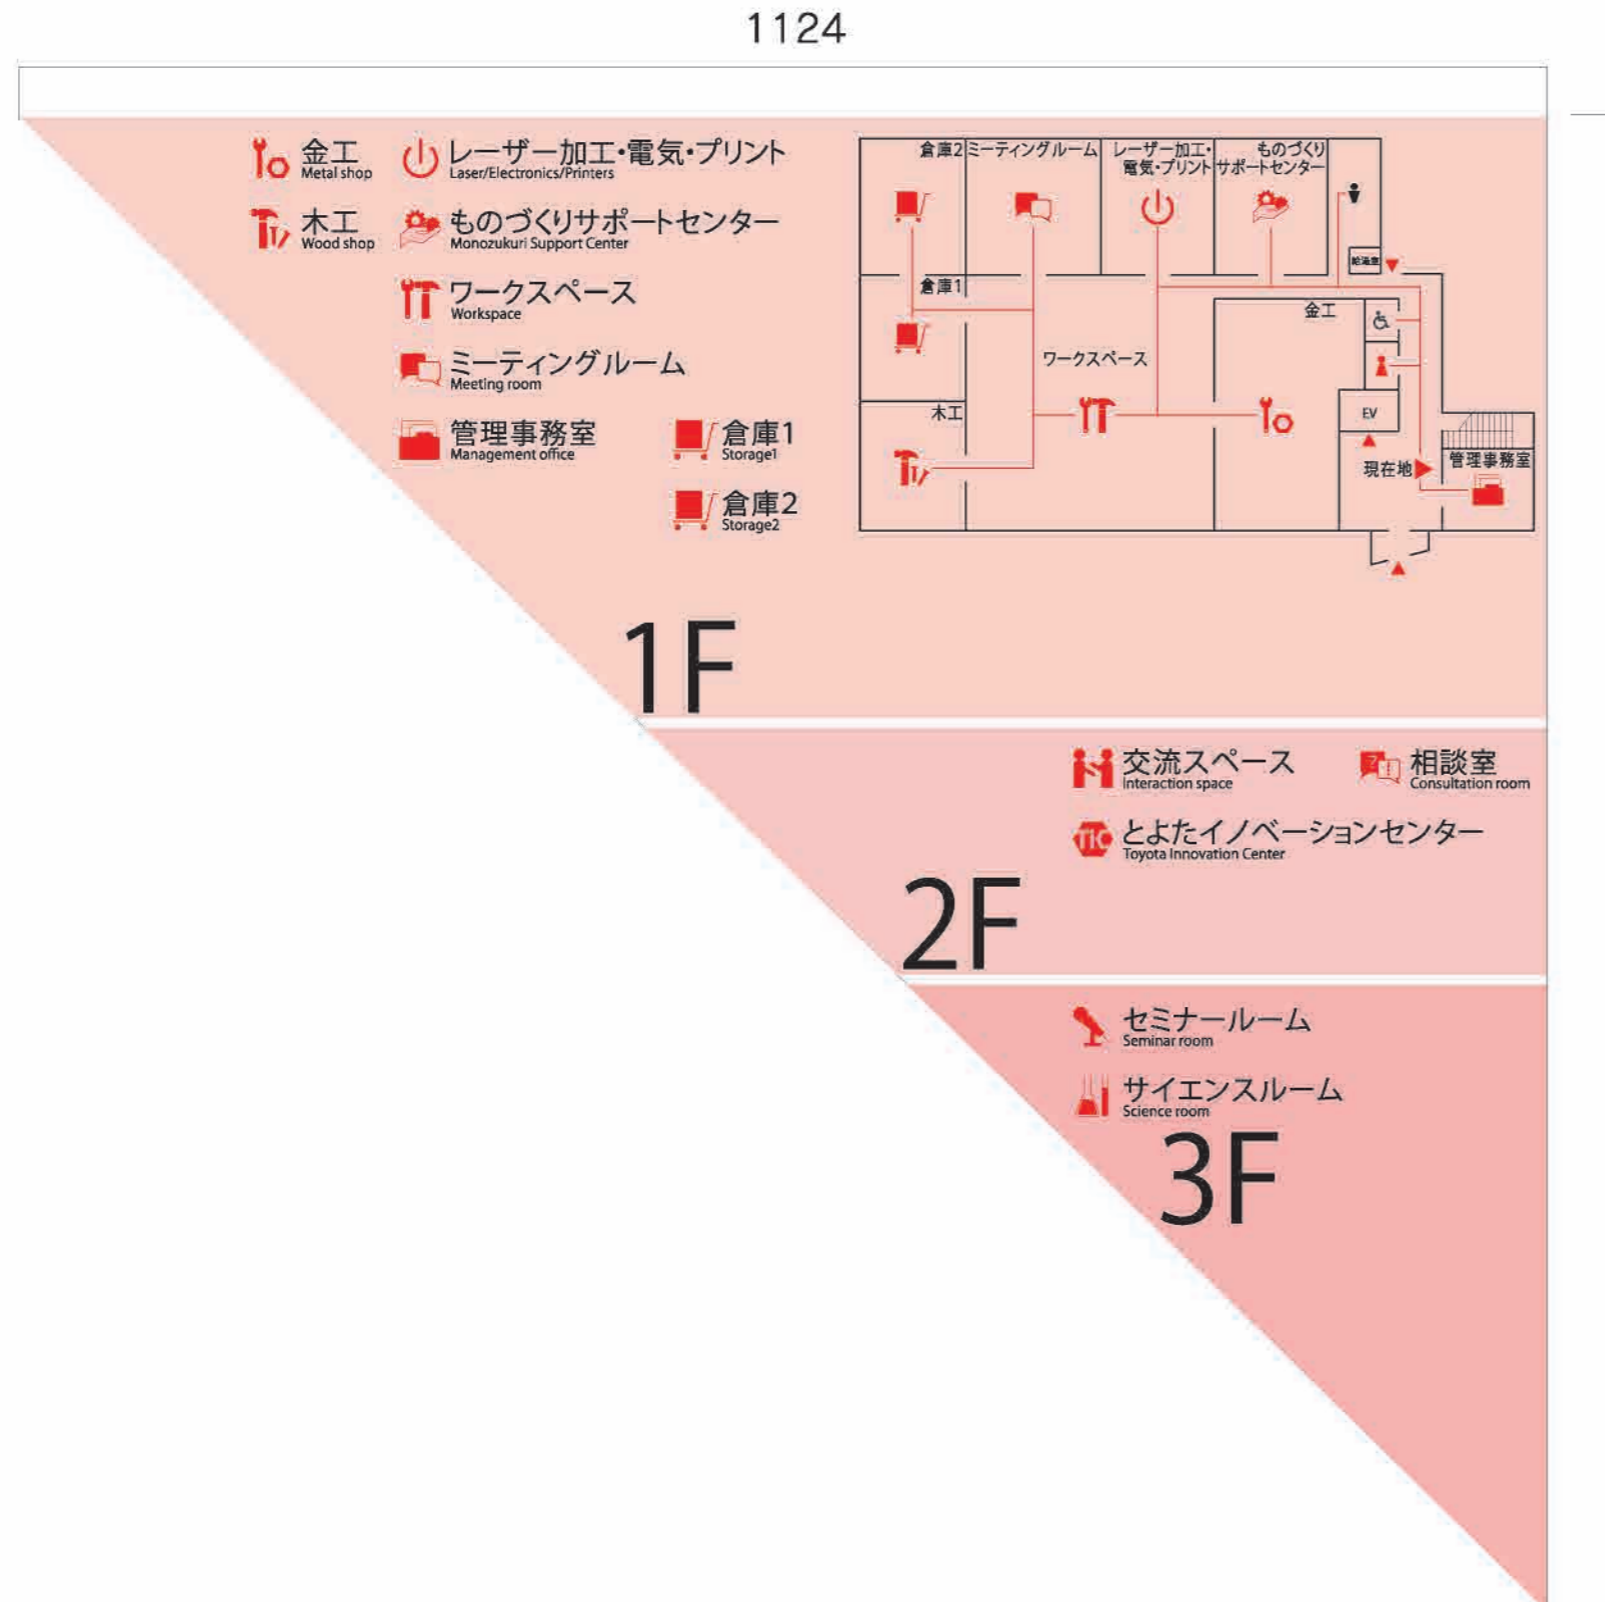 1124
金工
Metal shop
レーザー加工・電気・プリント
Laser/Electronics/Printers
木工
Wood shop
ものづくりサポートセンター
Monozukuri Support Center
ワークスペース
Workspace
ミーティングルーム
Meeting room
管理事務室
Management office
倉庫1
Storage1
倉庫2
Storage2
倉庫2
ミーティングルーム
レーザー加工・
電気・プリント
ものづくり
サポートセンター
給湯室
倉庫1
金工
ワークスペース
木工
EV
現在地
管理事務室
1F
交流スペース
Interaction space
相談室
Consultation room
TIC
とよたイノベーションセンター
Toyota Innovation Center
2F
セミナールーム
Seminar room
サイエンスルーム
Science room
3F